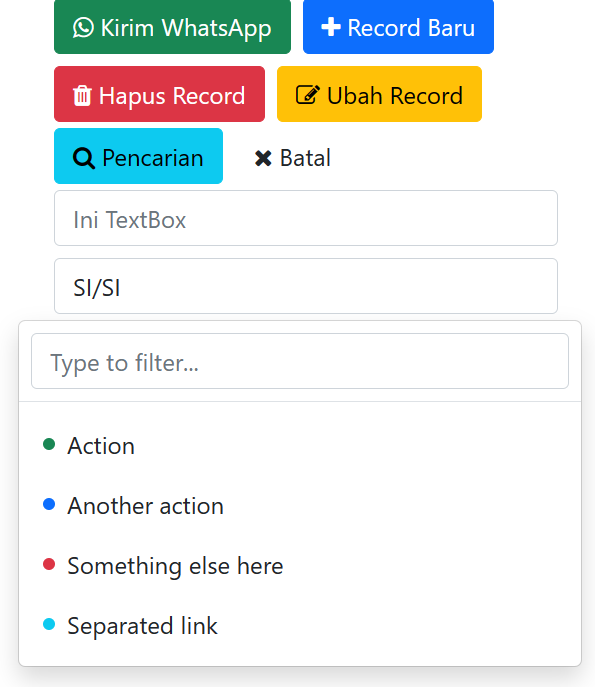 Kirim WhatsApp
Record Baru
Hapus Record
Ubah Record
Pencarian
Batal
Ini TextBox
SI/SI
Type to filter...
Action
Another action
Something else here
Separated link